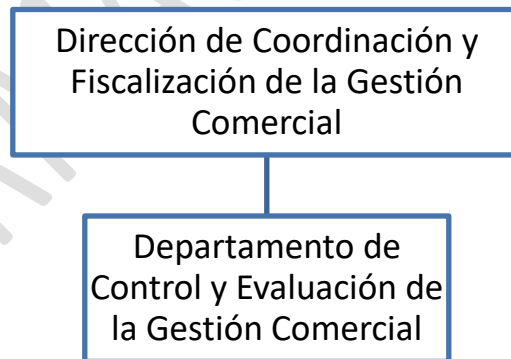 Dirección de Coordinación y
Fiscalización de la Gestión
Comercial
Departamento de
Control y Evaluación de
la Gestión Comercial